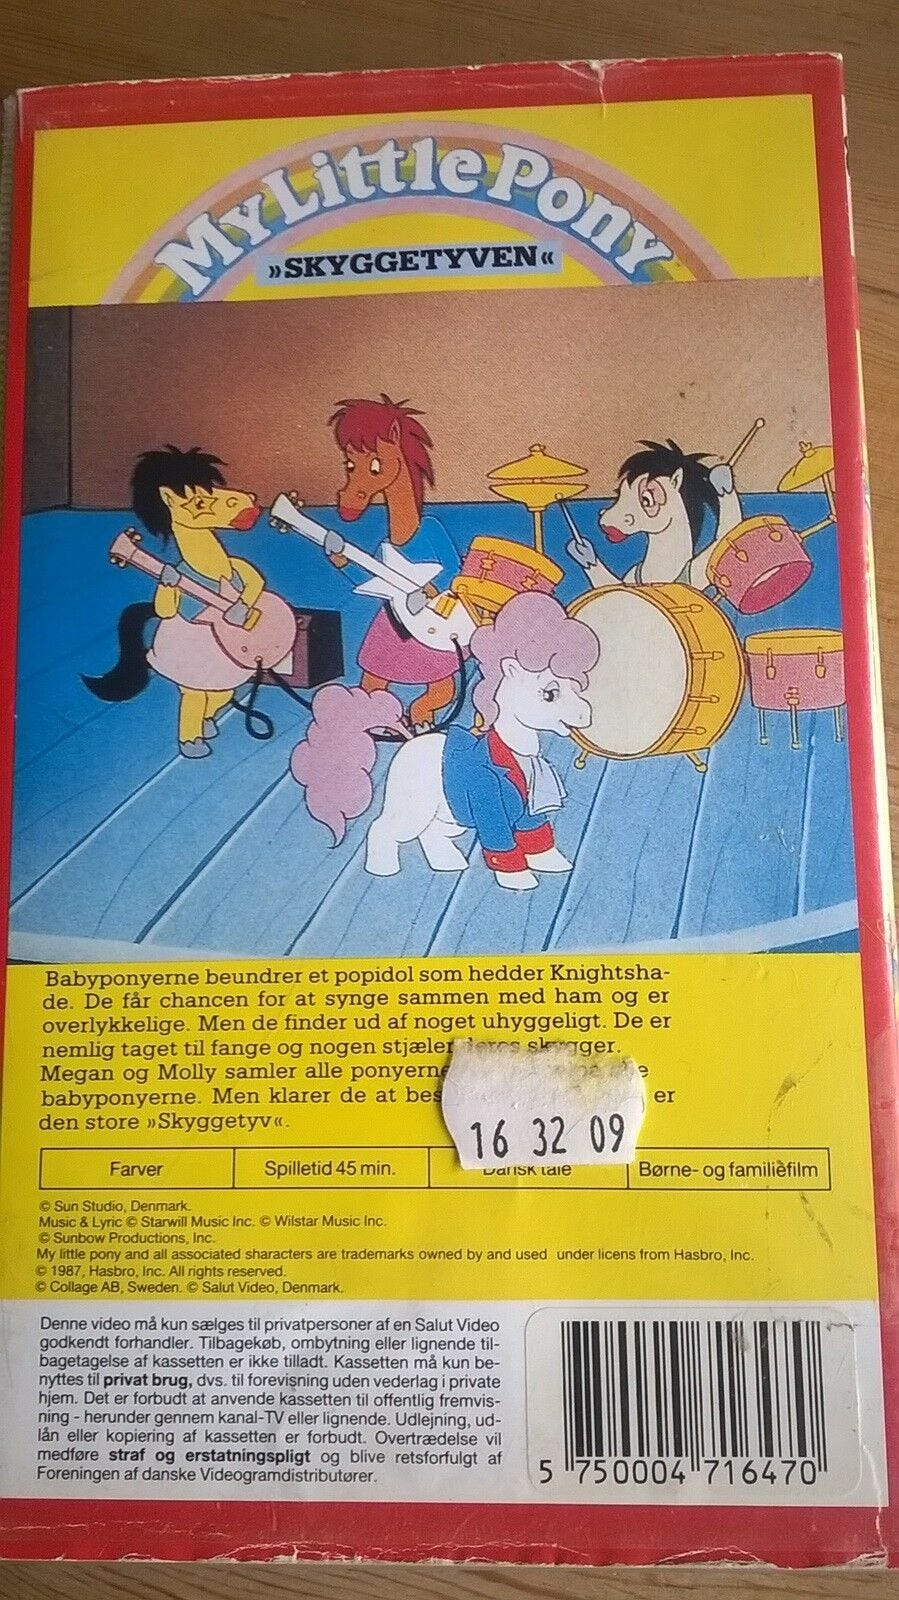 My Little Pony
»SKYGGETYVEN«
Babyponyerne beundrer et popidol som hedder Knightsha-
de. De får chancen for at synge sammen med ham og er
overlykkelige. Men de finder ud af noget uhyggeligt. De er
nemlig taget til fange og nogen stjæler deres skygger.
Megan og Molly samler alle ponyerne
babyponyerne. Men klarer de at bes er
den store »Skyggetyv«.
16 32 09
Farver Spilletid 45 min. Dansk tale Børne- og familiefilm
© Sun Studio, Denmark.
Music & Lyric © Starwill Music Inc. © Wilstar Music Inc.
© Sunbow Productions, Inc.
My little pony and all associated sharacters are trademarks owned by and used under licens from Hasbro, Inc.
© 1987, Hasbro, Inc. All rights reserved.
© Collage AB, Sweden. © Salut Video, Denmark.
Denne video må kun sælges til privatpersoner af en Salut Video
godkendt forhandler. Tilbagekøb, ombytning eller lignende til-
bagetagelse af kassetten er ikke tilladt. Kassetten må kun be-
nyttes til privat brug, dvs. til forevisning uden vederlag i private
hjem. Det er forbudt at anvende kassetten til offentlig fremvis-
ning - herunder gennem kanal-TV eller lignende. Udlejning, ud-
lån eller kopiering af kassetten er forbudt. Overtrædelse vil
medføre straf og erstatningspligt og blive retsforfulgt af
Foreningen af danske Videogramdistributører.
5 750004 716470